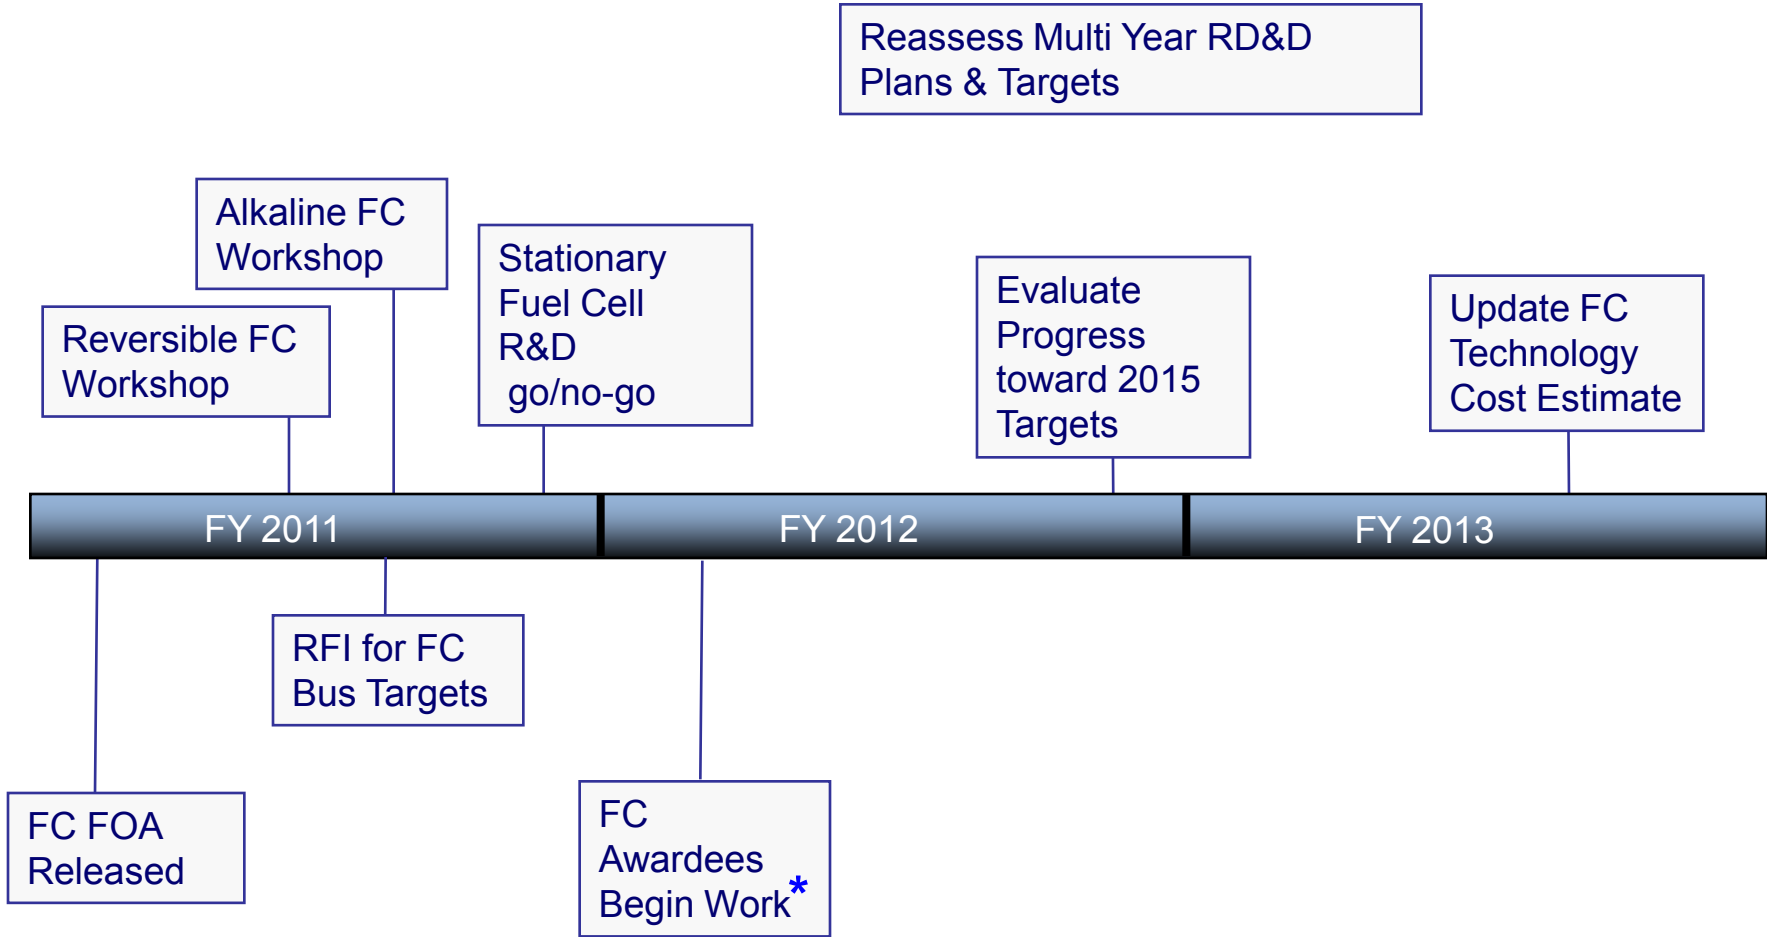 Reassess Multi Year RD&D
Plans & Targets
Alkaline FC
Workshop
Reversible FC
Workshop
Stationary
Fuel Cell
R&D
go/no-go
Evaluate
Progress
toward 2015
Targets
Update FC
Technology
Cost Estimate
FY 2011
FY 2012
FY 2013
RFI for FC
Bus Targets
FC FOA
Released
FC
Awardees
Begin Work*